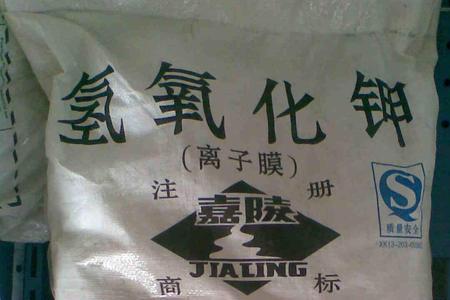 氢氧化钾
(离子膜)
注 册
嘉陵
JIALING
商 标
质量安全